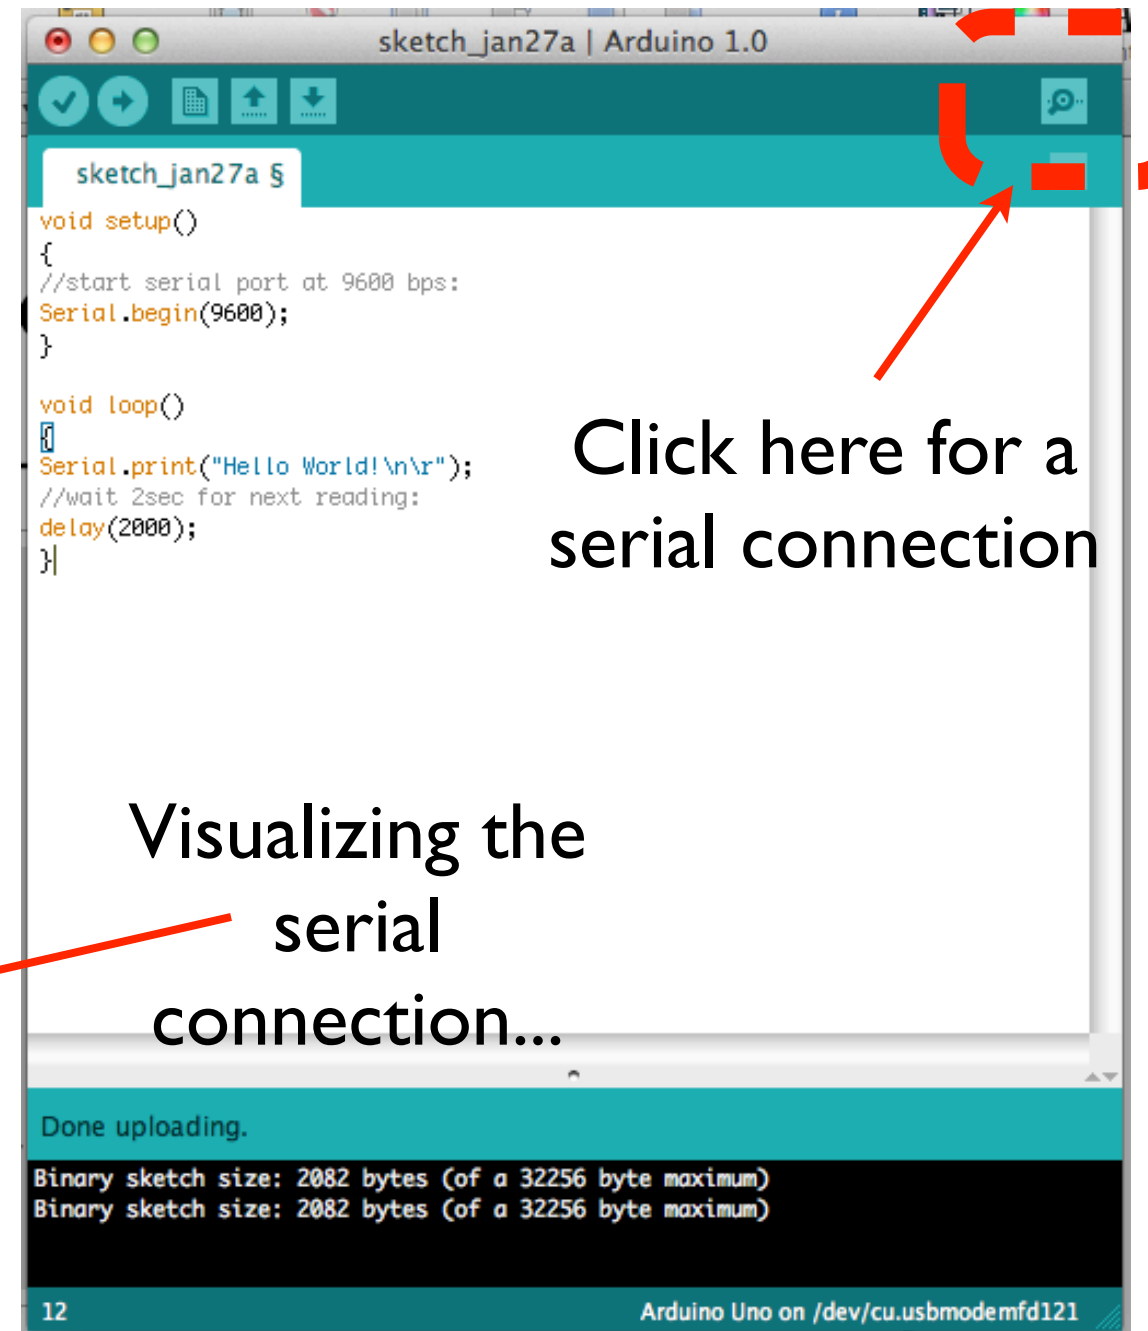 sketch_jan27a | Arduino 1.0
sketch_jan27a §
void setup()
{
//start serial port at 9600 bps:
Serial.begin(9600);
}
void loop()
{
Serial.print("Hello World!\n\r");
//wait 2sec for next reading:
delay(2000);
}
Click here for a
serial connection
Visualizing the
serial
connection...
Done uploading.
Binary sketch size: 2082 bytes (of a 32256 byte maximum)
Binary sketch size: 2082 bytes (of a 32256 byte maximum)
12
Arduino Uno on /dev/cu.usbmodemfd121